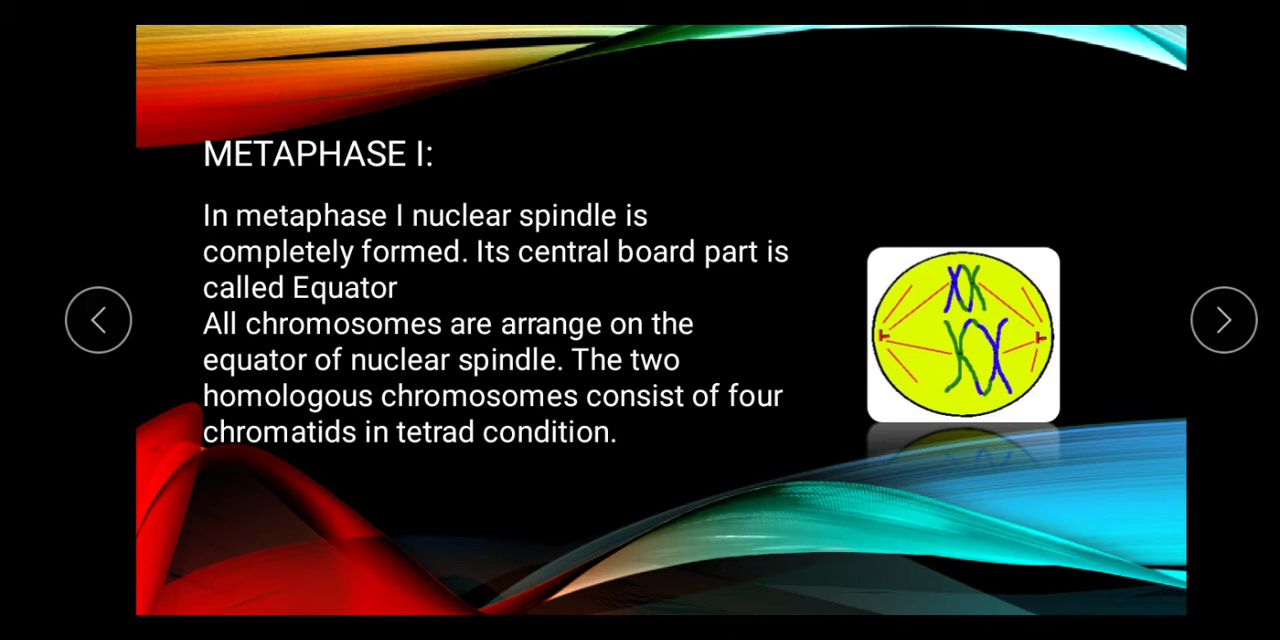 METAPHASE I:
In metaphase I nuclear spindle is
completely formed. Its central board part is
called Equator
All chromosomes are arrange on the
equator of nuclear spindle. The two
homologous chromosomes consist of four
chromatids in tetrad condition.